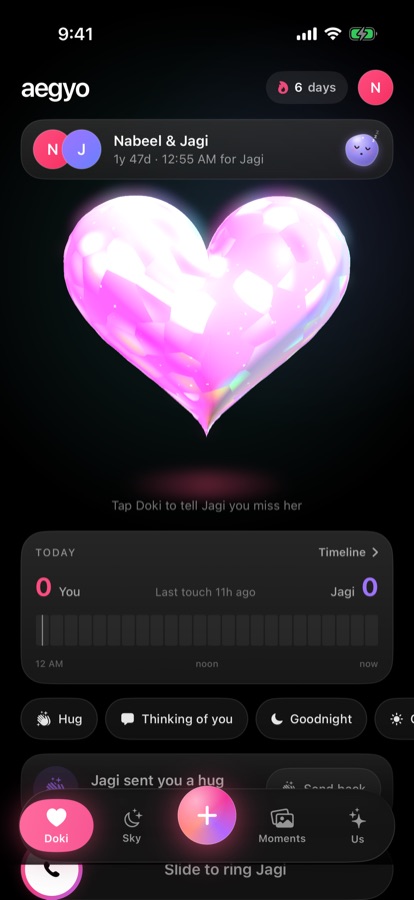 9:41
aegyo
6 days
N
N J
Nabeel & Jagi
1y 47d · 12:55 AM for Jagi
Tap Doki to tell Jagi you miss her
TODAY
Timeline
0 You
Last touch 11h ago
Jagi 0
12 AM
noon
now
Hug
Thinking of you
Goodnight
Jagi sent you a hug
Send back
Doki
Sky
Moments
Us
Slide to ring Jagi